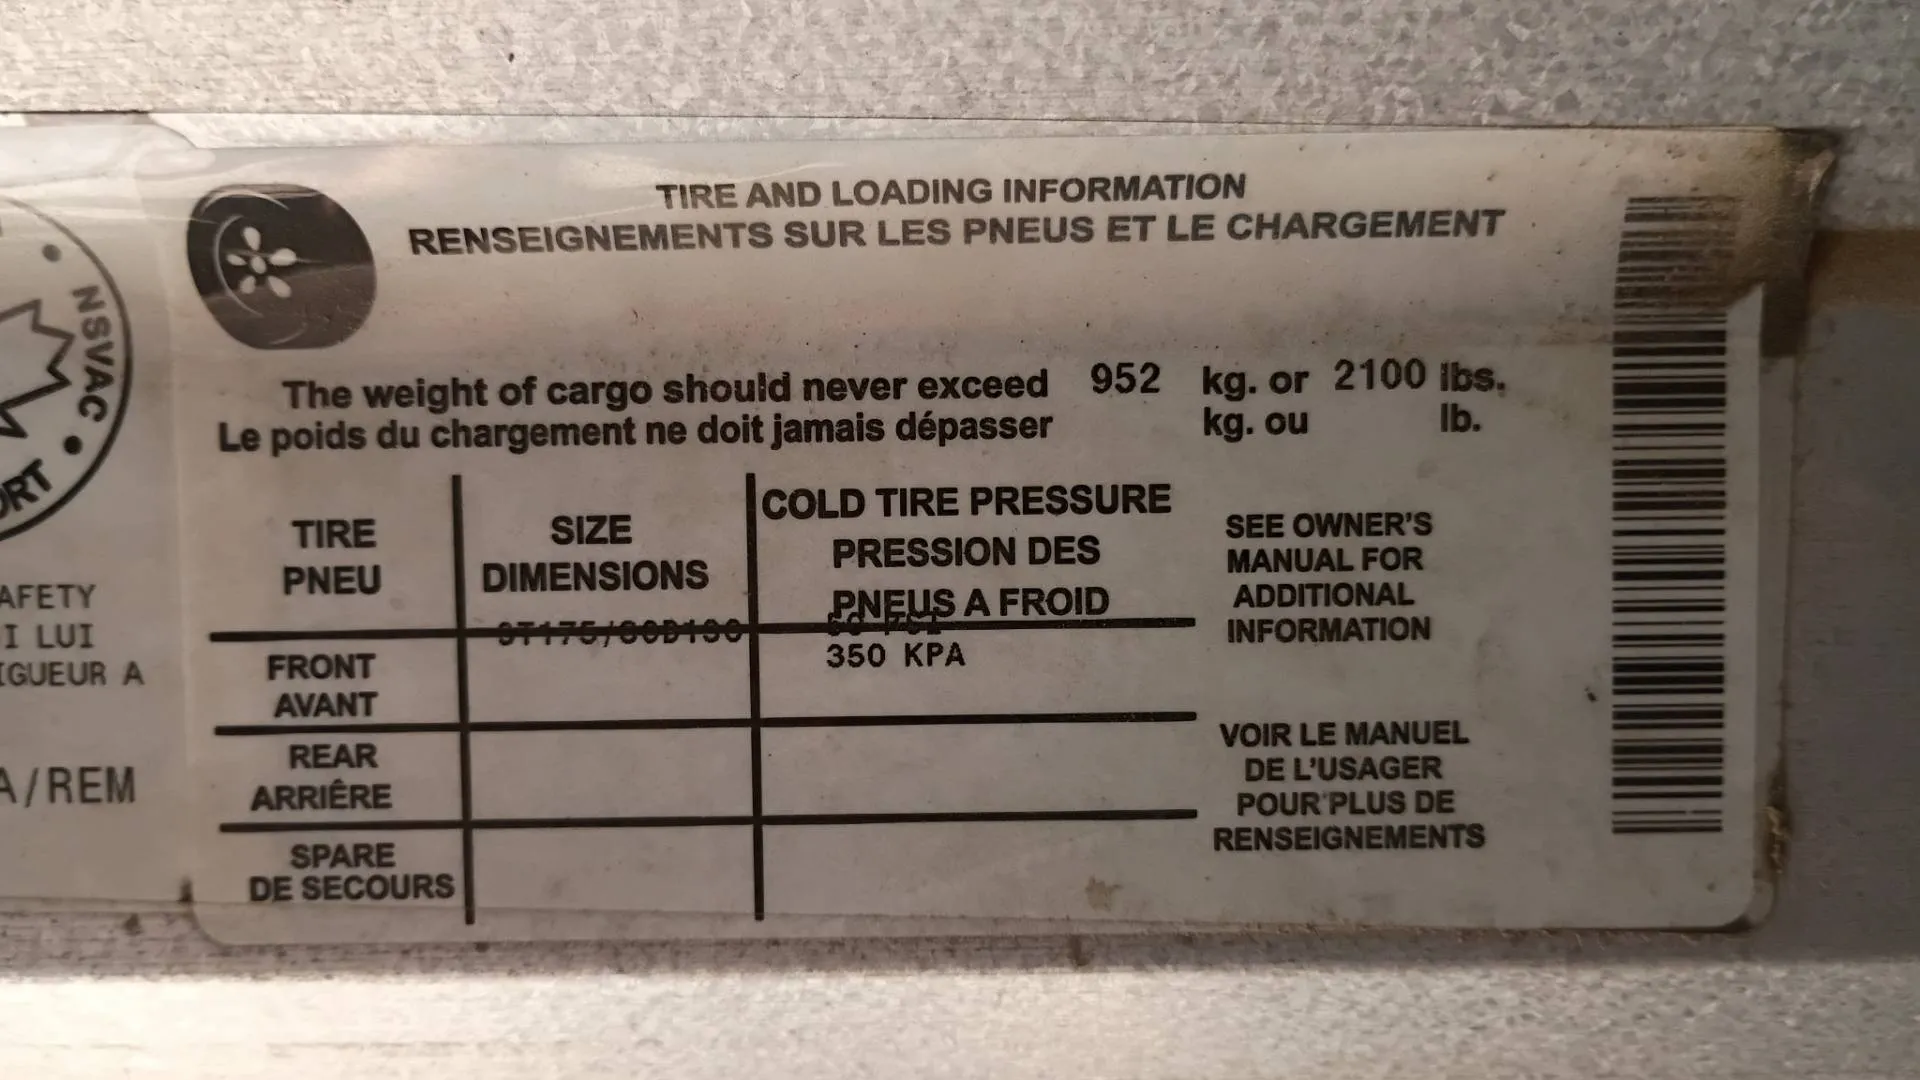 TIRE AND LOADING INFORMATION
RENSEIGNEMENTS SUR LES PNEUS ET LE CHARGEMENT
The weight of cargo should never exceed 952 kg. or 2100 lbs.
Le poids du chargement ne doit jamais dépasser kg. ou lb.
TIRE
PNEU
SIZE
DIMENSIONS
COLD TIRE PRESSURE
PRESSION DES
PNEUS A FROID
350 KPA
FRONT
AVANT
REAR
ARRIÊRE
SPARE
DE SECOURS
SEE OWNER'S
MANUAL FOR
ADDITIONAL
INFORMATION
VOIR LE MANUEL
DE L'USAGER
POUR PLUS DE
RENSEIGNEMENTS
NSVAC
AFETY
I LUI
IGUEUR A
A/REM